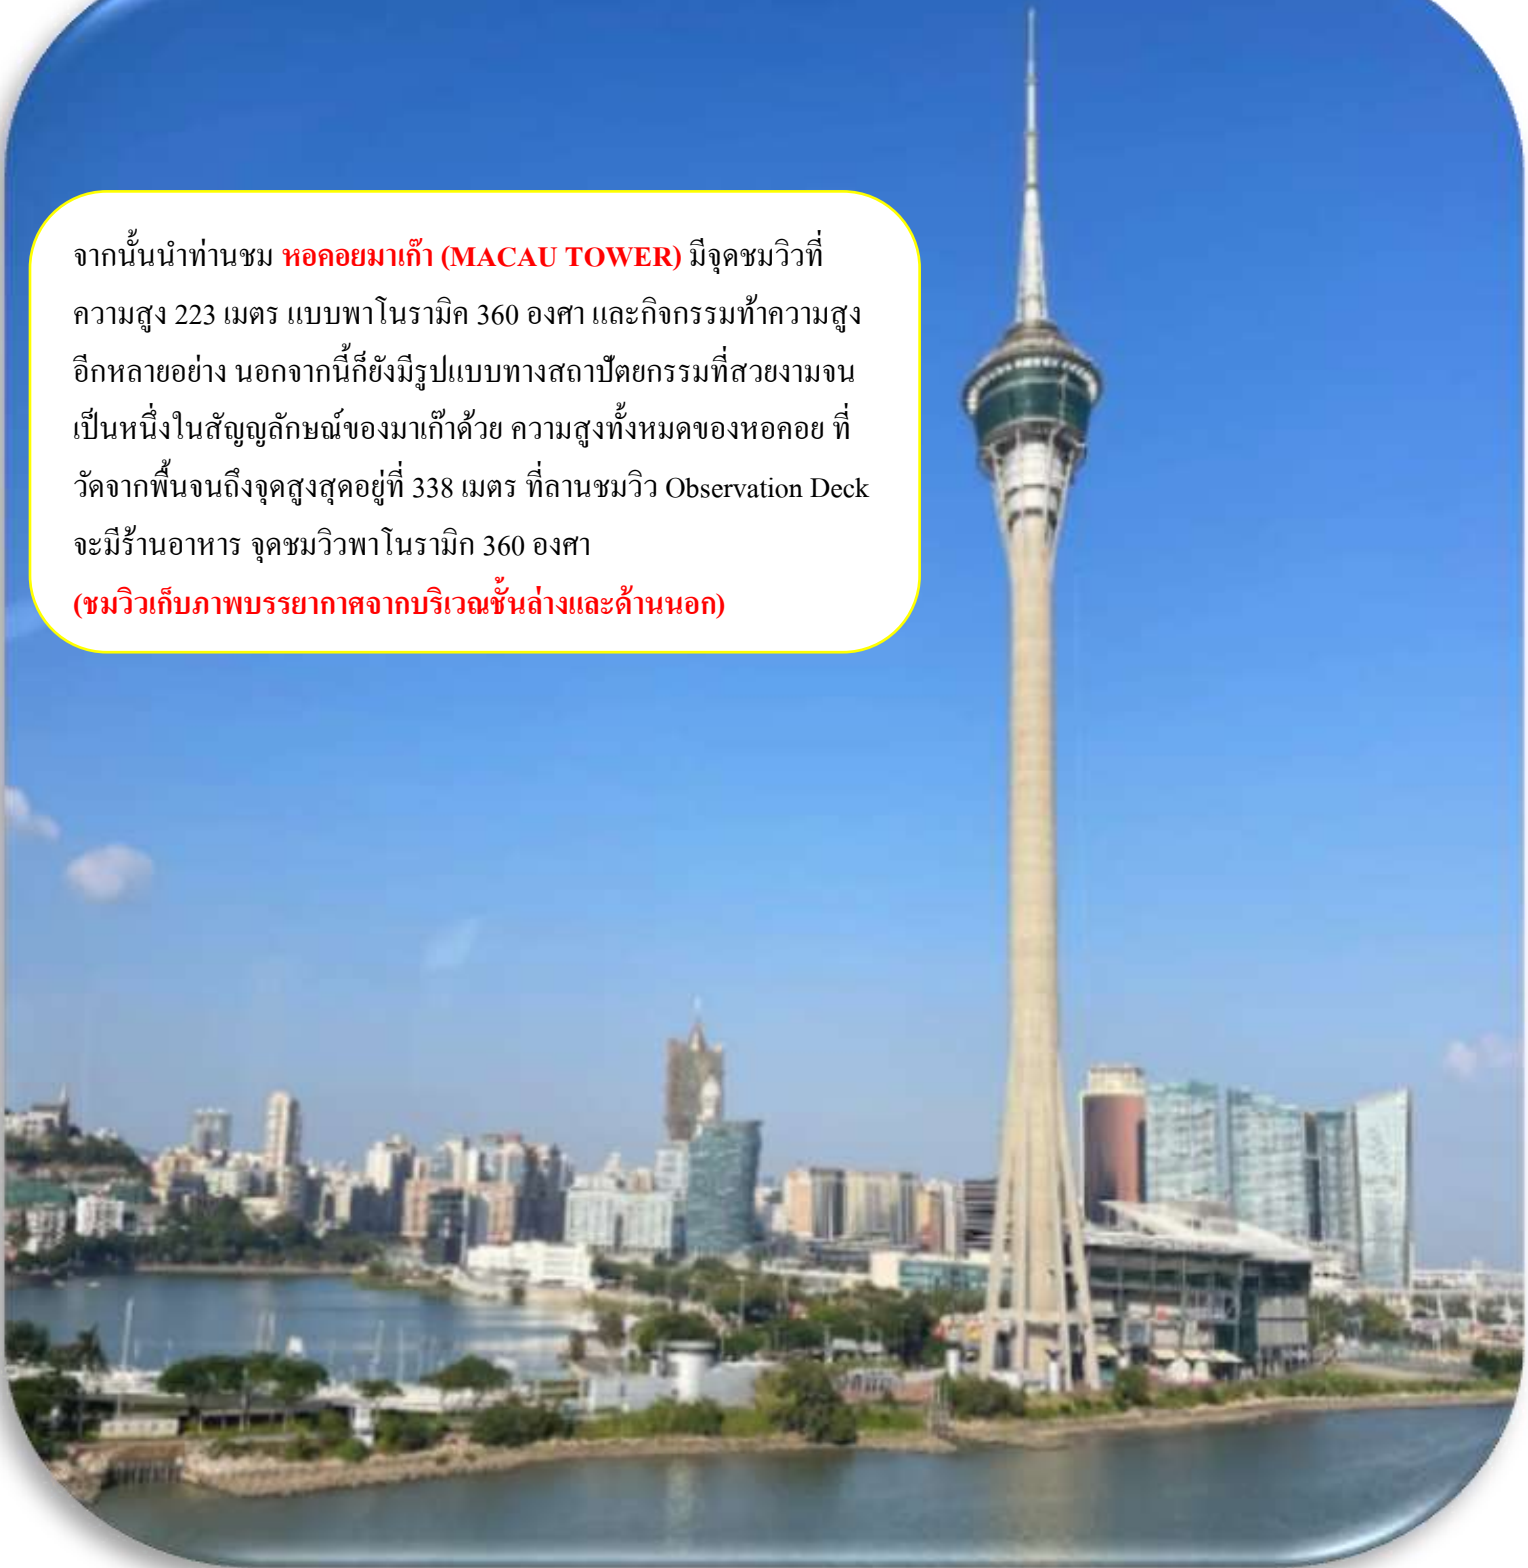 จากนั้นนำท่านชม หอคอยมาเก๊า (MACAU TOWER) มีจุดชมวิวที่
ความสูง 223 เมตร แบบพาโนรามิค 360 องศา และกิจกรรมท้าความสูง
อีกหลายอย่าง นอกจากนี้ก็ยังมีรูปแบบทางสถาปัตยกรรมที่สวยงามจน
เป็นหนึ่งในสัญญลักษณ์ของมาเก๊าด้วย ความสูงทั้งหมดของหอคอย ที่
วัดจากพื้นจนถึงจุดสูงสุดอยู่ที่ 338 เมตร ที่ลานชมวิว Observation Deck
จะมีร้านอาหาร จุดชมวิวพาโนรามิก 360 องศา
(ชมวิวเก็บภาพบรรยากาศจากบริเวณชั้นล่างและด้านนอก)